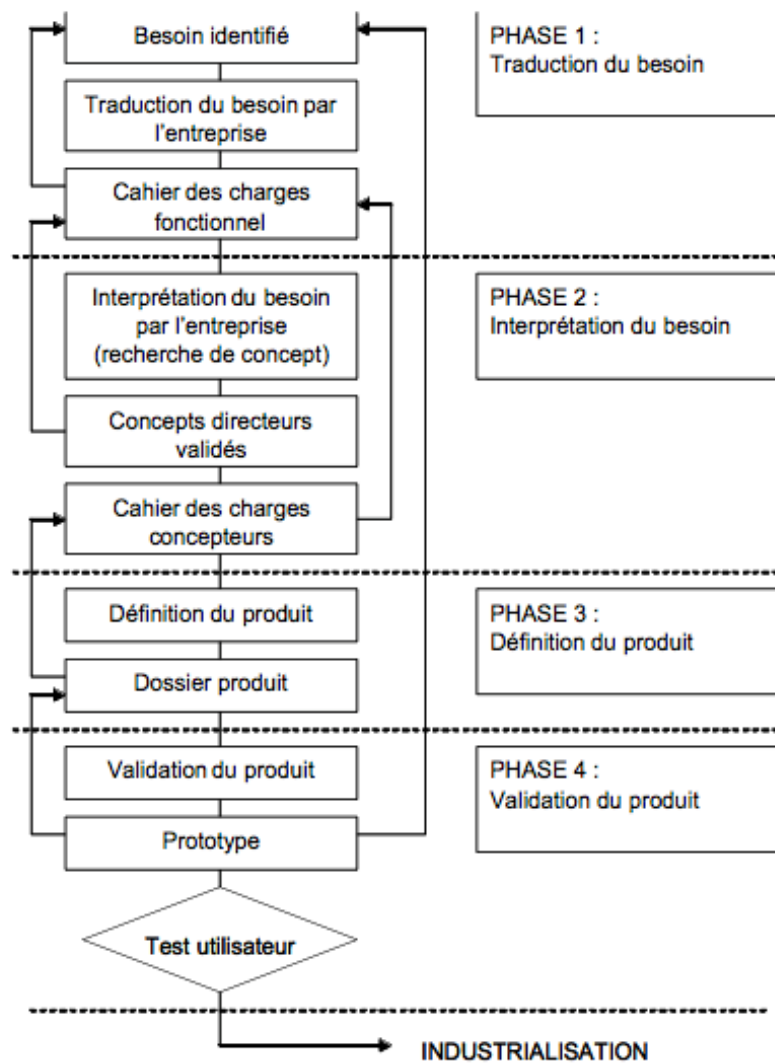 Besoin identifié
PHASE 1 :
Traduction du besoin
Traduction du besoin par
l'entreprise
Cahier des charges
fonctionnel
Interprétation du besoin
par l'entreprise
(recherche de concept)
PHASE 2 :
Interprétation du besoin
Concepts directeurs
validés
Cahier des charges
concepteurs
Définition du produit
PHASE 3 :
Définition du produit
Dossier produit
Validation du produit
PHASE 4 :
Validation du produit
Prototype
Test utilisateur
INDUSTRIALISATION